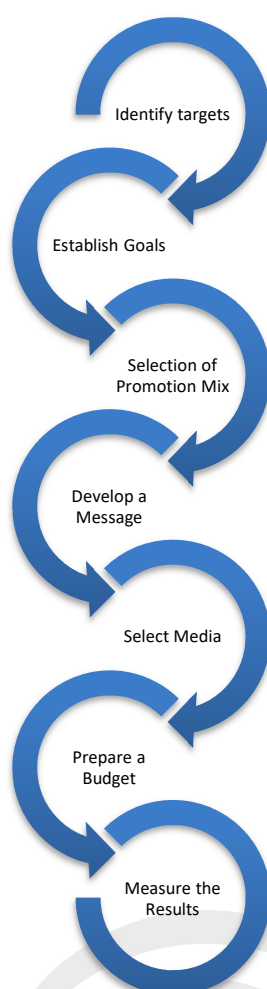 Identify targets
Establish Goals
Selection of
Promotion Mix
Develop a
Message
Select Media
Prepare a
Budget
Measure the
Results